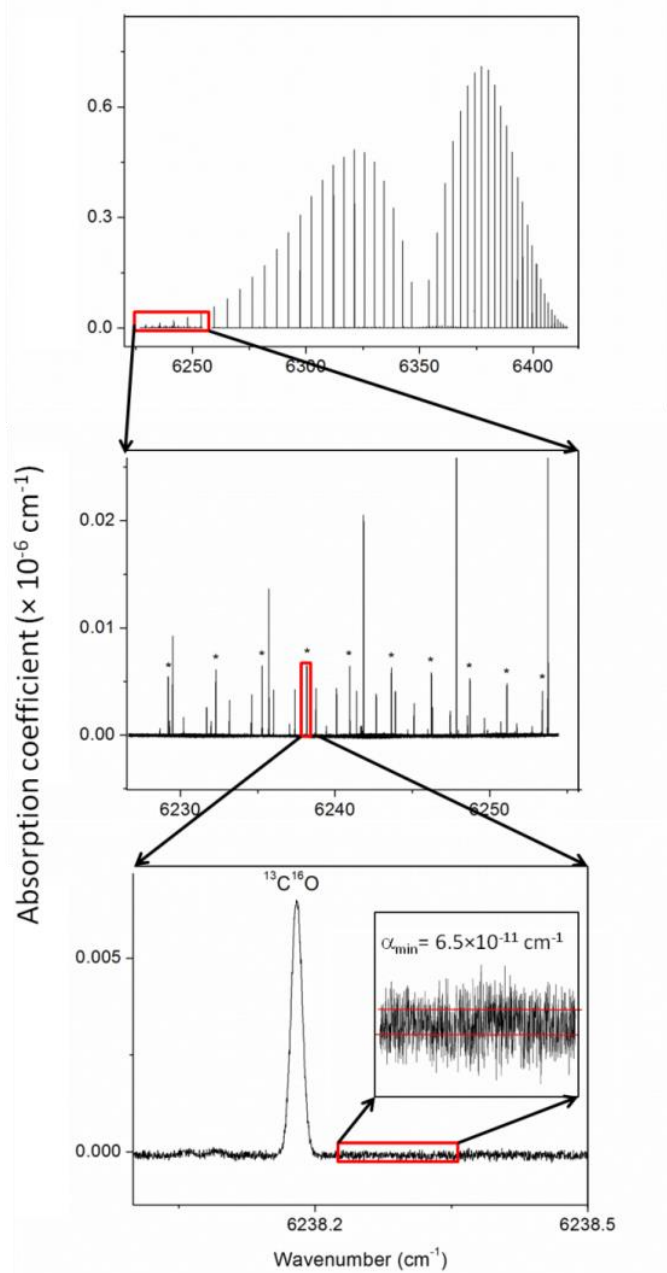 0.6
0.3
0.0
6250 6300 6350 6400
Absorption coefficient (× 10⁻⁶ cm⁻¹)
0.02
0.01
0.00
* * * * * * * * * *
6230 6240 6250
¹³C¹⁶O
αmin= 6.5×10⁻¹¹ cm⁻¹
0.005
0.000
6238.2 6238.5
Wavenumber (cm⁻¹)